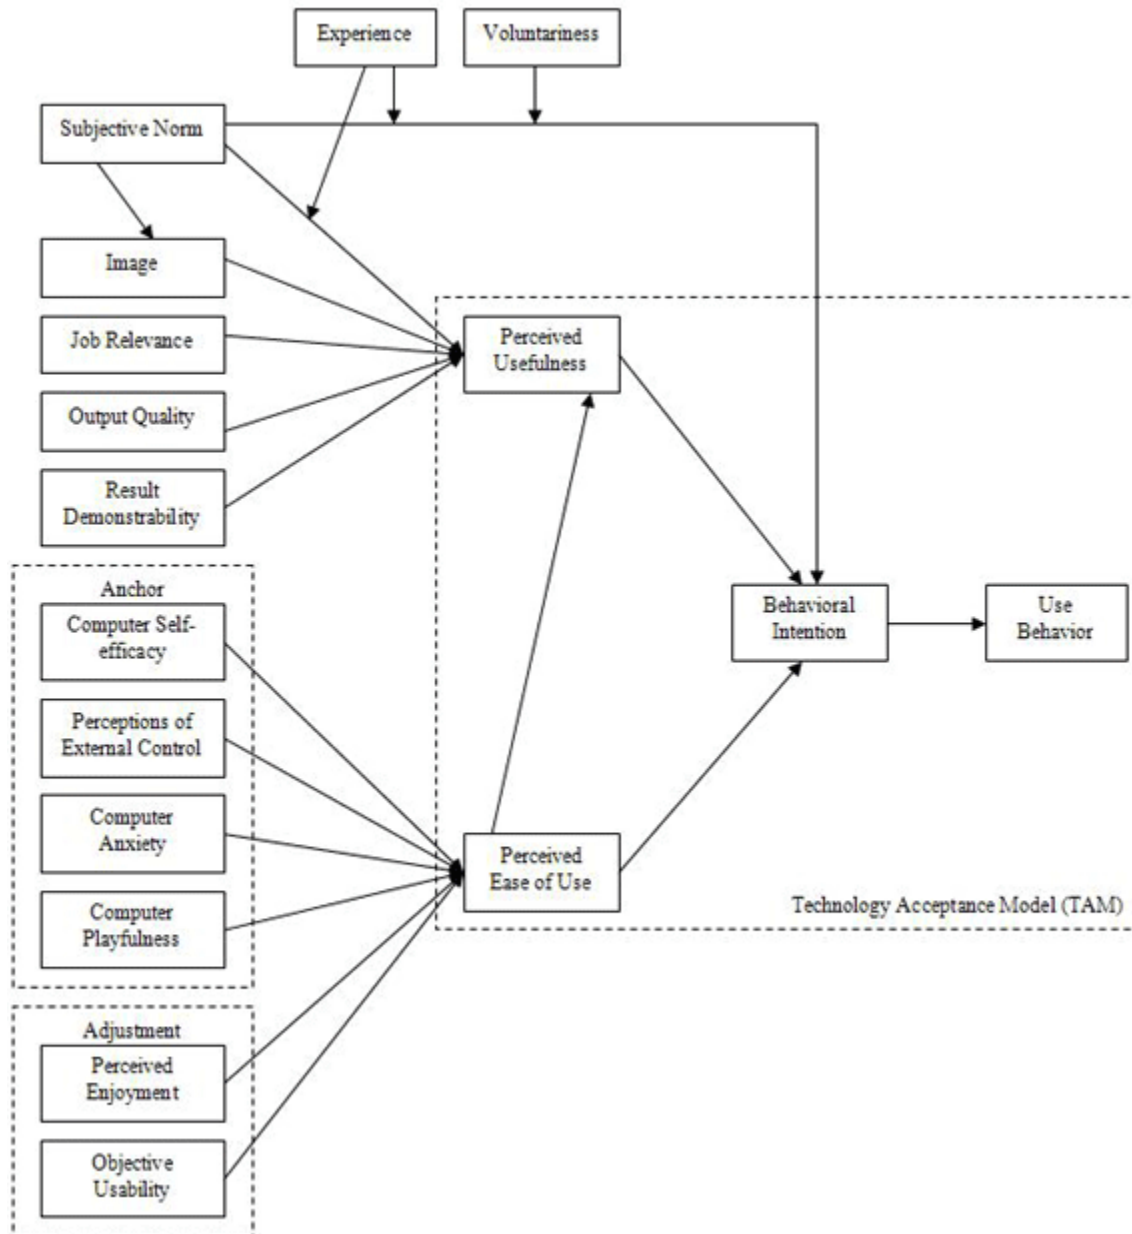 Experience
Voluntariness
Subjective Norm
Image
Job Relevance
Output Quality
Result
Demonstrability
Perceived
Usefulness
Anchor
Computer Self-
efficacy
Perceptions of
External Control
Computer
Anxiety
Computer
Playfulness
Behavioral
Intention
Use
Behavior
Perceived
Ease of Use
Technology Acceptance Model (TAM)
Adjustment
Perceived
Enjoyment
Objective
Usability